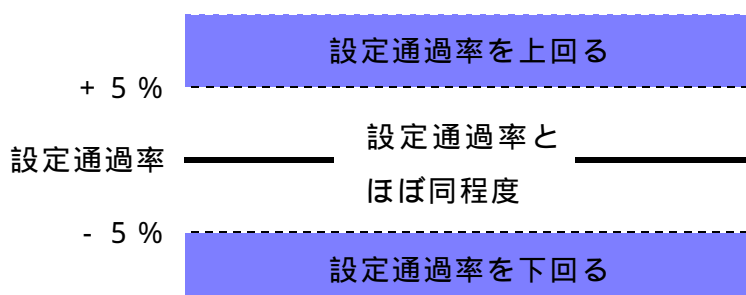 設定通過率を上回る
+ 5 %
設定通過率と
設定通過率
ほぼ同程度
- 5 %
設定通過率を下回る